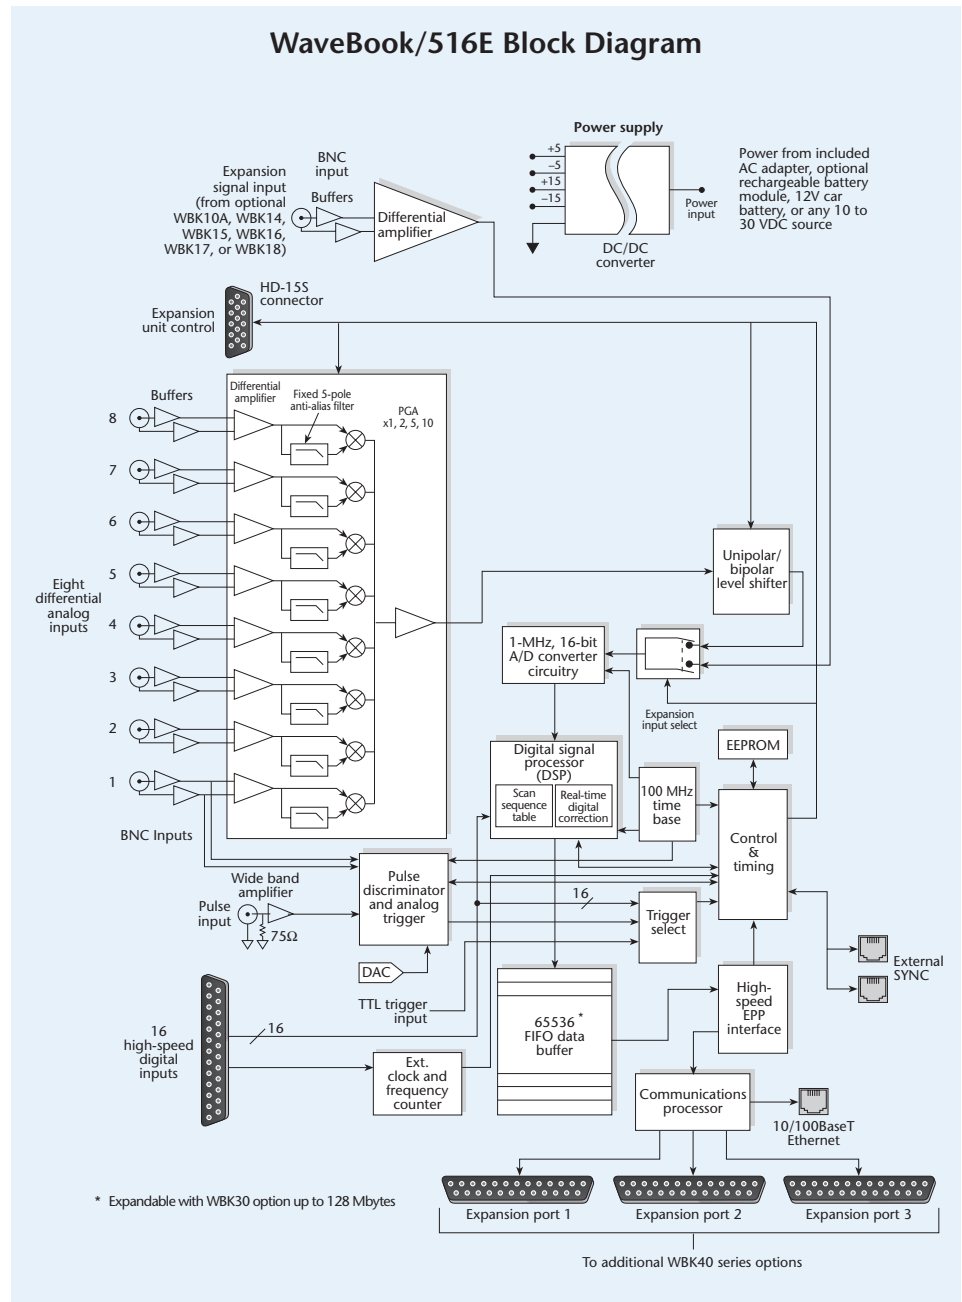 WaveBook/516E Block Diagram
Power supply
+5
–5
+15
–15
Power
input
DC/DC
converter
Power from included
AC adapter, optional
rechargeable battery
module, 12V car
battery, or any 10 to
30 VDC source
BNC
input
Expansion
signal input
(from optional
WBK10A, WBK14,
WBK15, WBK16,
WBK17, or WBK18)
Buffers
Differential
amplifier
HD-15S
connector
Expansion
unit control
Buffers
Differential
amplifier
Fixed 5-pole
anti-alias filter
PGA
x1, 2, 5, 10
8
7
6
5
4
3
2
1
Eight
differential
analog
inputs
BNC Inputs
Unipolar/
bipolar
level shifter
1-MHz, 16-bit
A/D converter
circuitry
Expansion
input select
EEPROM
Digital signal
processor
(DSP)
Scan
sequence
table
Real-time
digital
correction
100 MHz
time
base
Control
&
timing
Wide band
amplifier
Pulse
input
75Ω
Pulse
discriminator
and analog
trigger
16
Trigger
select
DAC
TTL trigger
input
External
SYNC
High-
speed
EPP
interface
65536 *
FIFO data
buffer
16
high-speed
digital
inputs
16
Ext.
clock and
frequency
counter
Communications
processor
10/100BaseT
Ethernet
* Expandable with WBK30 option up to 128 Mbytes
Expansion port 1
Expansion port 2
Expansion port 3
To additional WBK40 series options